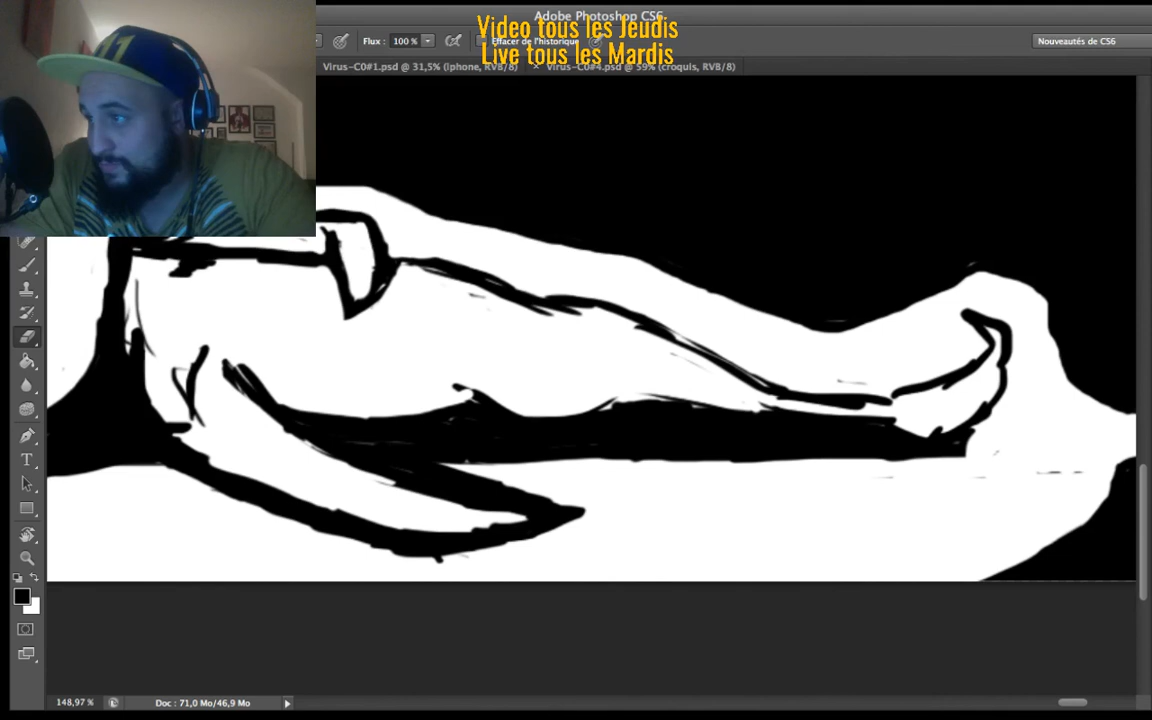 Adobe Photoshop CS6
Video tous les Jeudis
Live tous les Mardis
Flux : 100 %
Effacer de l'historique
Nouveautés de CS6
Virus-C0#1.psd @ 31,5% (iphone, RVB/8)
× Virus-C0#4.psd @ 59% (croquis, RVB/8)
T
148,97 %
Doc : 71,0 Mo/46,9 Mo